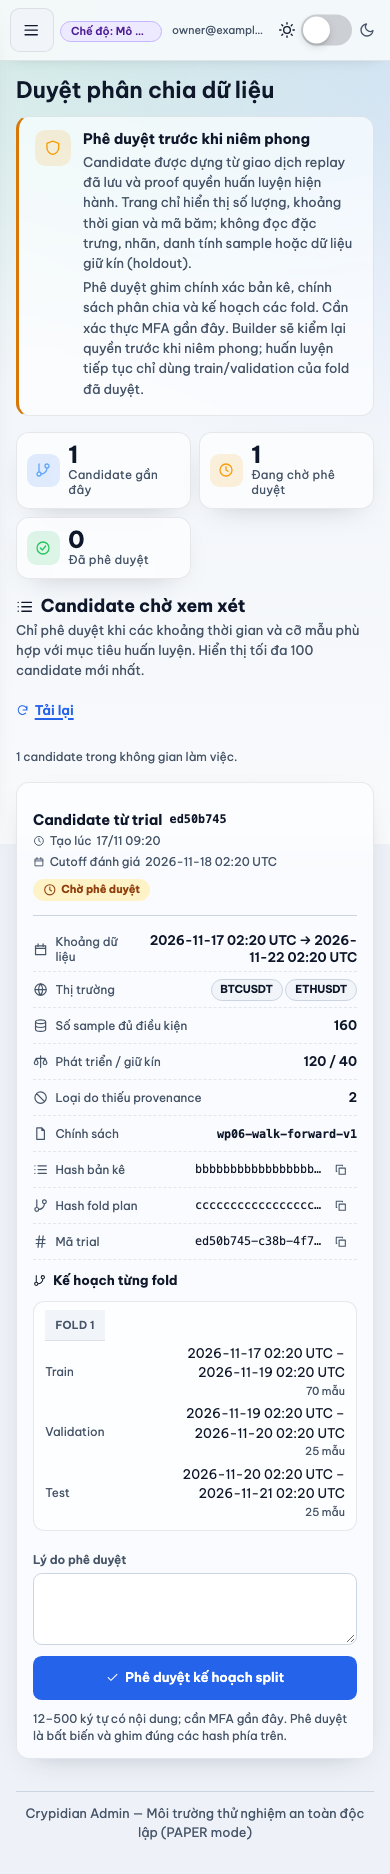 Chế độ: Mô ...
owner@exampl...
Duyệt phân chia dữ liệu
Phê duyệt trước khi niêm phong
Candidate được dựng từ giao dịch replay
đã lưu và proof quyền huấn luyện hiện
hành. Trang chỉ hiển thị số lượng, khoảng
thời gian và mã băm; không đọc đặc
trưng, nhãn, danh tính sample hoặc dữ liệu
giữ kín (holdout).
Phê duyệt ghim chính xác bản kê, chính
sách phân chia và kế hoạch các fold. Cần
xác thực MFA gần đây. Builder sẽ kiểm lại
quyền trước khi niêm phong; huấn luyện
tiếp tục chỉ dùng train/validation của fold
đã duyệt.
1
Candidate gần
đây
1
Đang chờ phê
duyệt
0
Đã phê duyệt
Candidate chờ xem xét
Chỉ phê duyệt khi các khoảng thời gian và cỡ mẫu phù
hợp với mục tiêu huấn luyện. Hiển thị tối đa 100
candidate mới nhất.
Tải lại
1 candidate trong không gian làm việc.
Candidate từ trial ed50b745
Tạo lúc 17/11 09:20
Cutoff đánh giá 2026-11-18 02:20 UTC
Chờ phê duyệt
Khoảng dữ
liệu
2026-11-17 02:20 UTC → 2026-
11-22 02:20 UTC
Thị trường
BTCUSDT ETHUSDT
Số sample đủ điều kiện 160
Phát triển / giữ kín 120 / 40
Loại do thiếu provenance 2
Chính sách wp06-walk-forward-v1
Hash bản kê bbbbbbbbbbbbbbbbb...
Hash fold plan ccccccccccccccccc...
Mã trial ed50b745-c38b-4f7...
Kế hoạch từng fold
FOLD 1
Train
2026-11-17 02:20 UTC –
2026-11-19 02:20 UTC
70 mẫu
Validation
2026-11-19 02:20 UTC –
2026-11-20 02:20 UTC
25 mẫu
Test
2026-11-20 02:20 UTC –
2026-11-21 02:20 UTC
25 mẫu
Lý do phê duyệt
Phê duyệt kế hoạch split
12–500 ký tự có nội dung; cần MFA gần đây. Phê duyệt
là bất biến và ghim đúng các hash phía trên.
Crypidian Admin — Môi trường thử nghiệm an toàn độc
lập (PAPER mode)